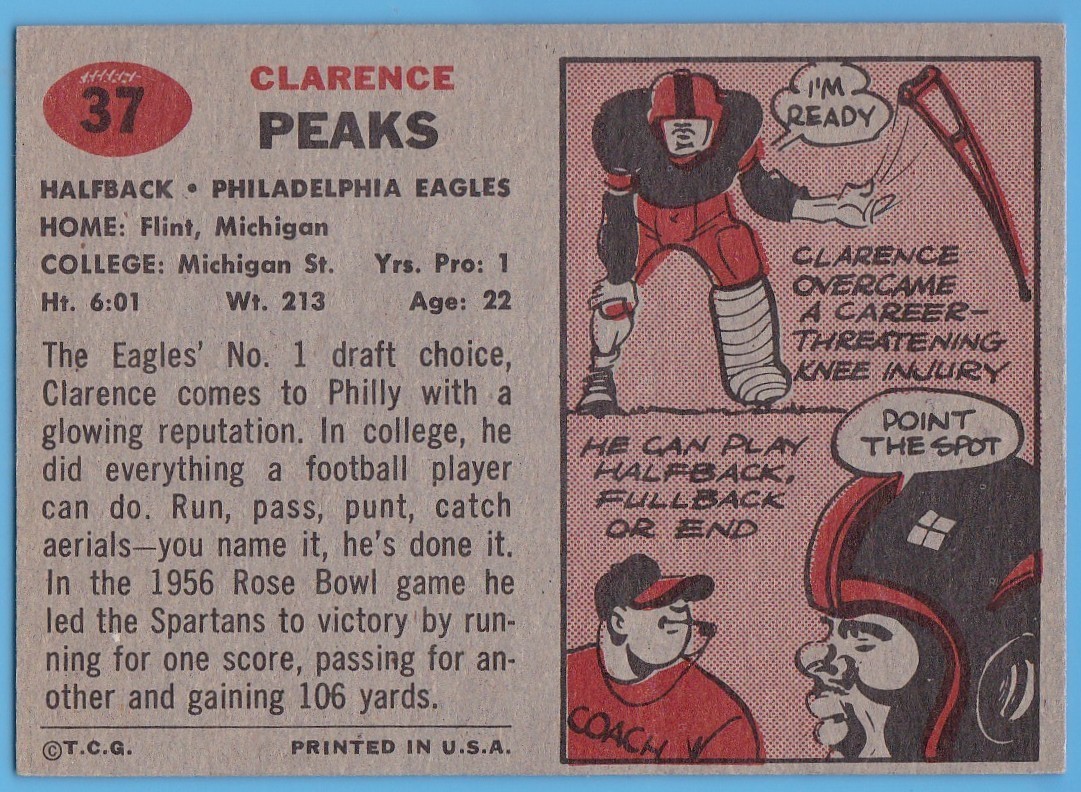 37
CLARENCE
PEAKS
HALFBACK • PHILADELPHIA EAGLES
HOME: Flint, Michigan
COLLEGE: Michigan St. Yrs. Pro: 1
Ht. 6:01 Wt. 213 Age: 22
The Eagles' No. 1 draft choice,
Clarence comes to Philly with a
glowing reputation. In college, he
did everything a football player
can do. Run, pass, punt, catch
aerials—you name it, he's done it.
In the 1956 Rose Bowl game he
led the Spartans to victory by run-
ning for one score, passing for an-
other and gaining 106 yards.
©T.C.G. PRINTED IN U.S.A.
I'M
READY
CLARENCE
OVERCAME
A CAREER-
THREATENING
KNEE INJURY
HE CAN PLAY
HALFBACK,
FULLBACK
OR END
POINT
THE SPOT
COACH